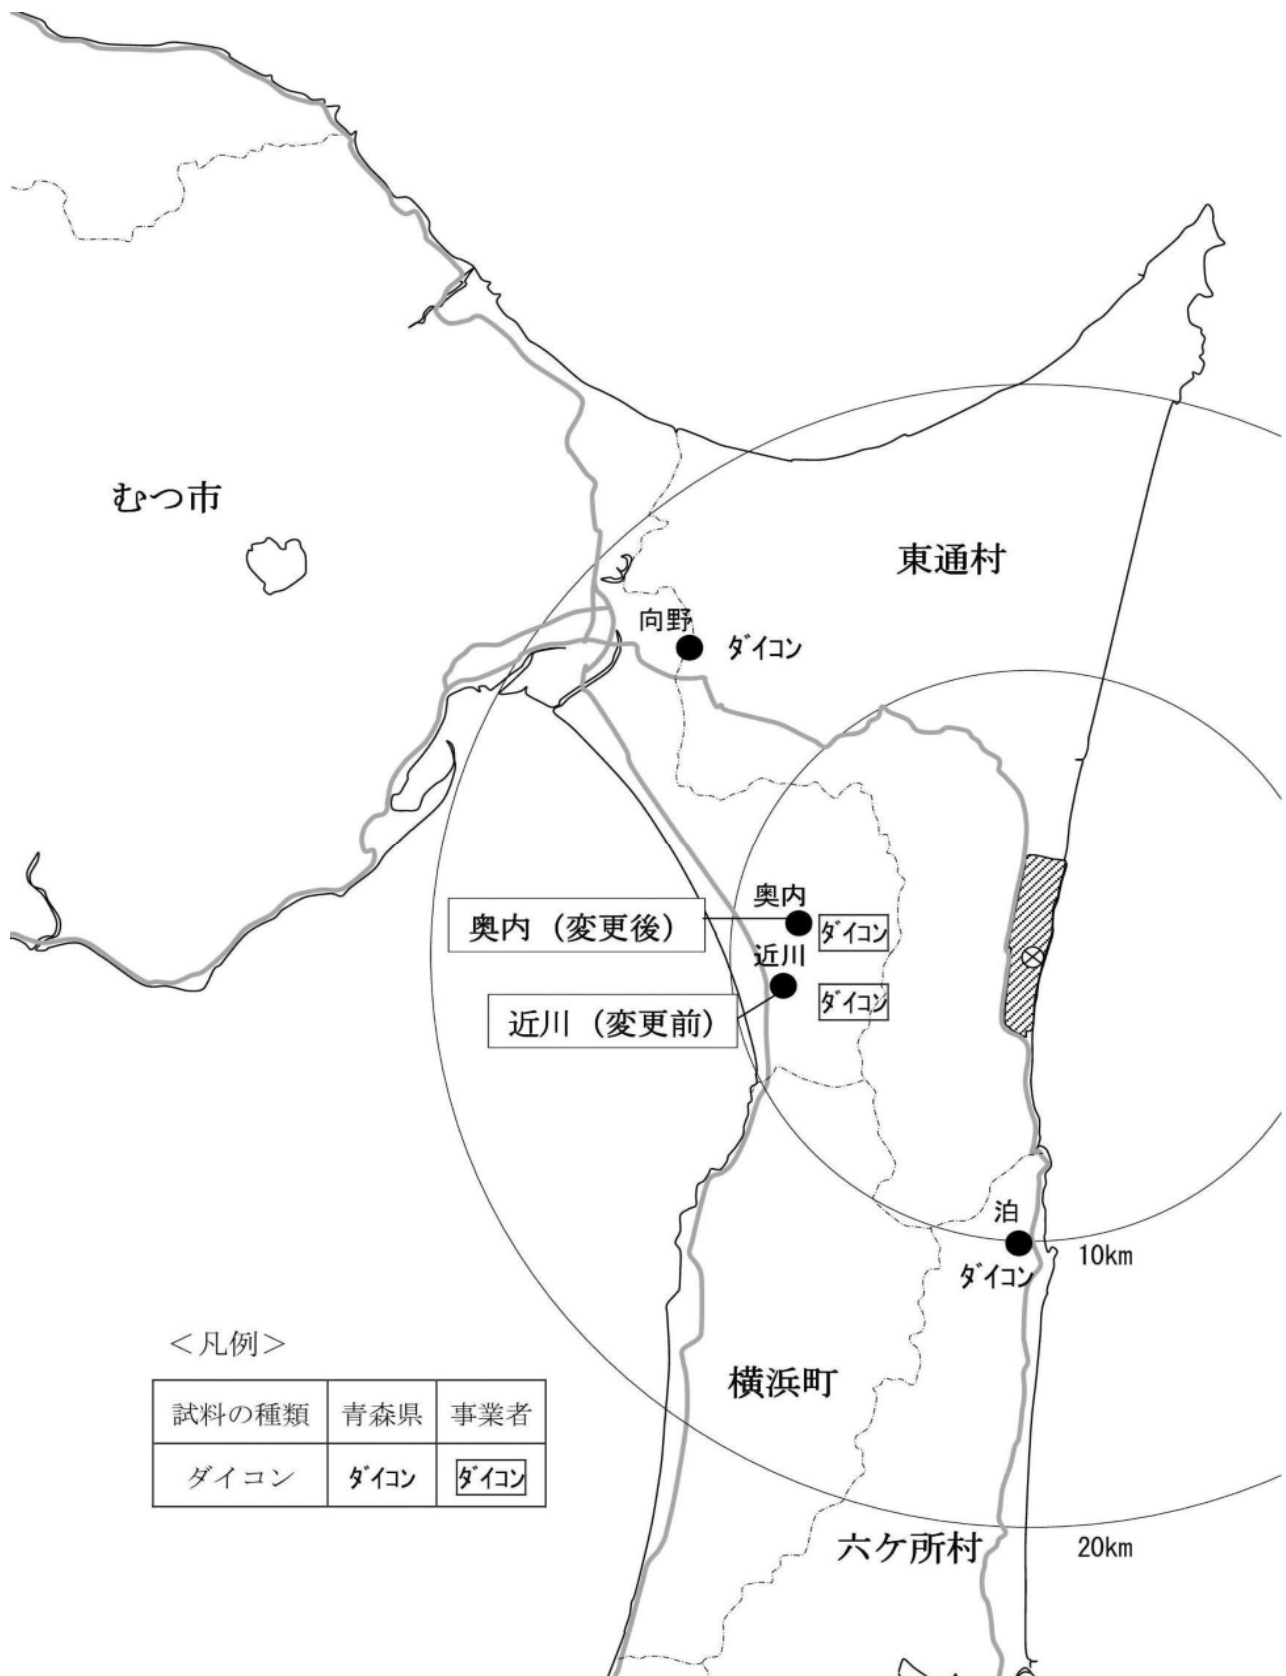 むつ市
東通村
向野
ダイコン
奥内
奥内（変更後）
ダイコン
近川
ダイコン
近川（変更前）
泊
10km
ダイコン
＜凡例＞
横浜町
試料の種類 青森県 事業者
ダイコン ダイコン ダイコン
六ケ所村
20km